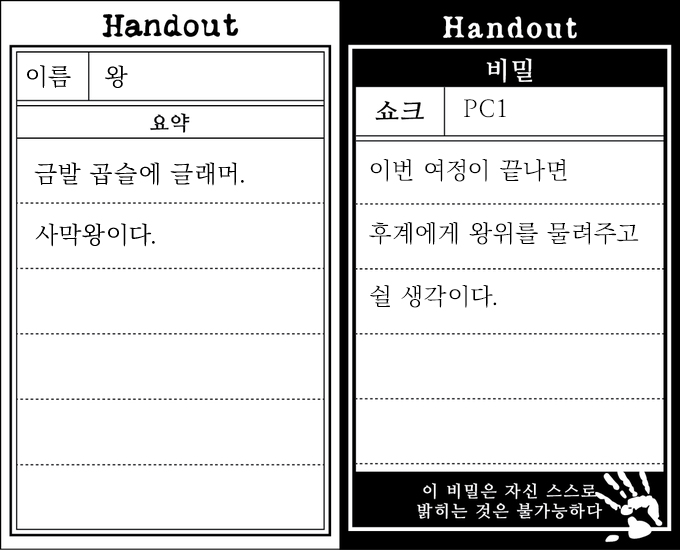 Handout
이름 왕
요약
금발 곱슬에 글래머.
사막왕이다.
Handout
비밀
쇼크 PC1
이번 여정이 끝나면
후계에게 왕위를 물려주고
쉴 생각이다.
이 비밀은 자신 스스로
밝히는 것은 불가능하다